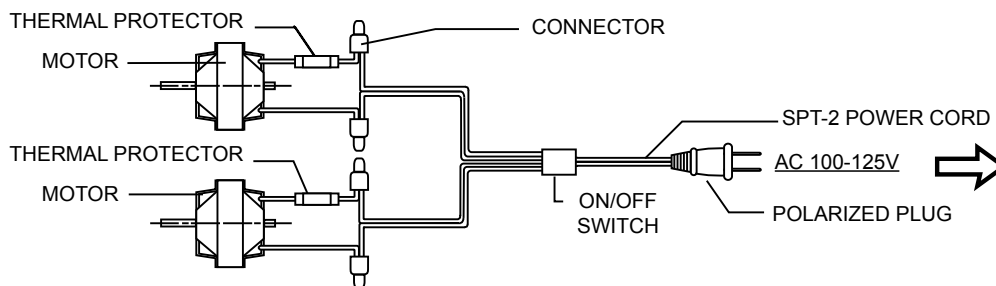 THERMAL PROTECTOR
CONNECTOR
MOTOR
SPT-2 POWER CORD
THERMAL PROTECTOR
AC 100-125V
MOTOR
ON/OFF
SWITCH
POLARIZED PLUG